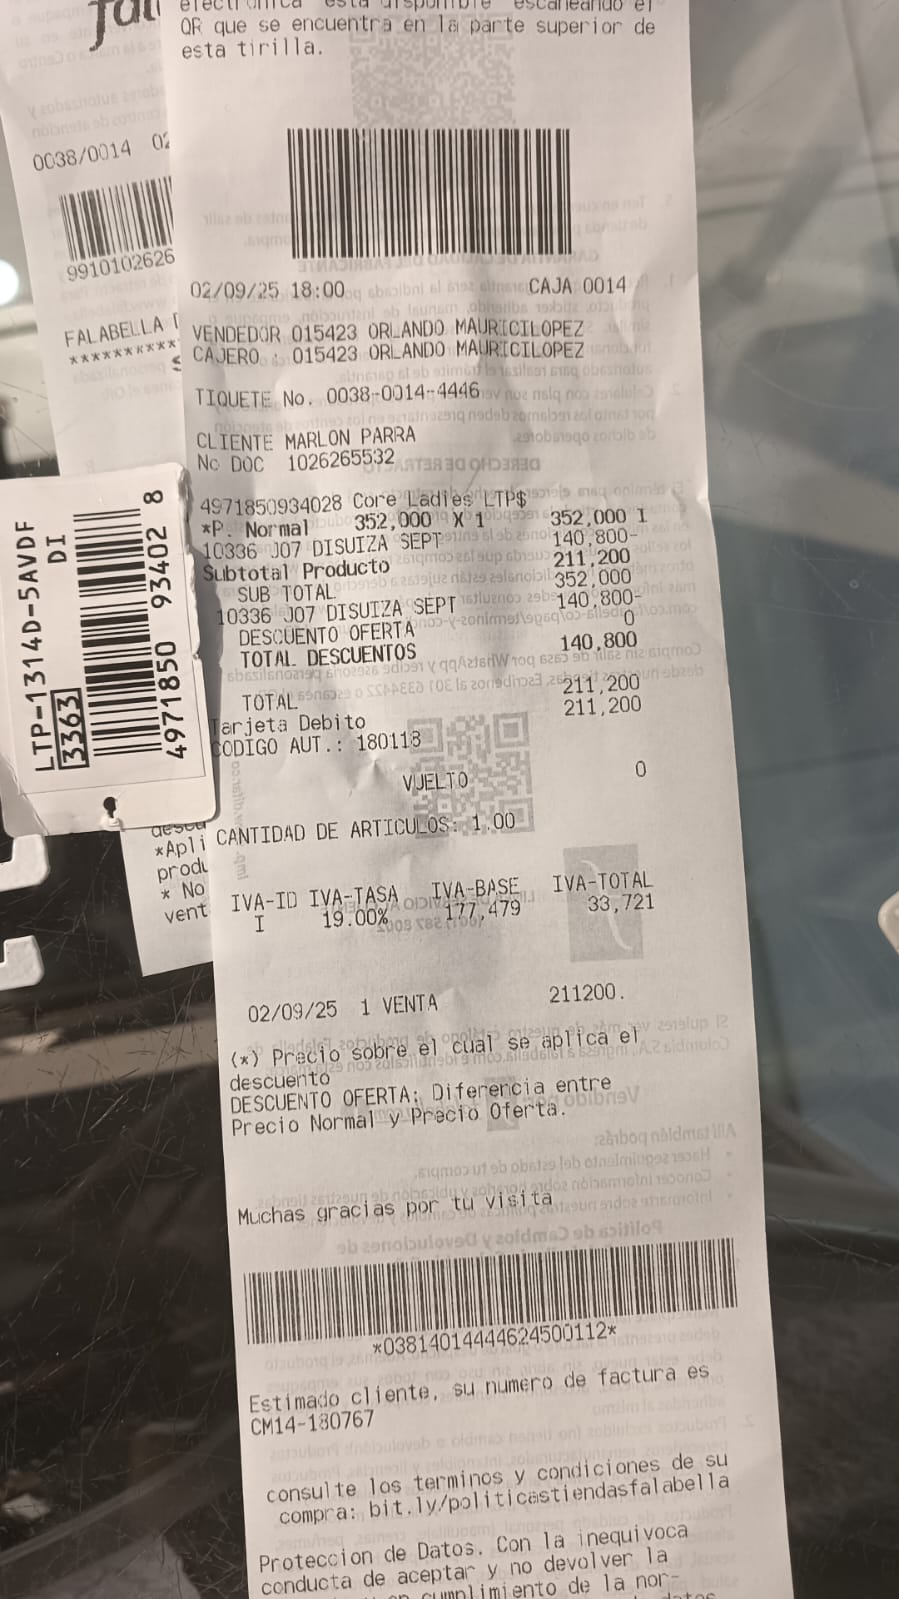 QR que se encuentra en la parte superior de
esta tirilla.
0038/0014 02
9910102626
FALABELLA
**********
02/09/25 18:00 CAJA 0014
VENDEDOR 015423 ORLANDO MAURICILOPEZ
CAJERO : 015423 ORLANDO MAURICILOPEZ
TIQUETE No. 0038-0014-4446
CLIENTE MARLON PARRA
No DOC 1026265532
4971850934028 Core Ladies LTP$
*P. Normal 352,000 X 1 352,000 I
10336 J07 DISUIZA SEPT 140,800-
Subtotal Producto 211,200
SUB TOTAL 352,000
10336 J07 DISUIZA SEPT 140,800-
DESCUENTO OFERTA 0
TOTAL DESCUENTOS 140,800
TOTAL 211,200
Tarjeta Debito 211,200
CODIGO AUT.: 180118
VUELTO 0
CANTIDAD DE ARTICULOS: 1.00
IVA-ID IVA-TASA IVA-BASE IVA-TOTAL
I 19.00% 177,479 33,721
02/09/25 1 VENTA 211200.
(*) Precio sobre el cual se aplica el
descuento
DESCUENTO OFERTA: Diferencia entre
Precio Normal y Precio Oferta.
Muchas gracias por tu visita
*03814014444624500112*
Estimado cliente, su numero de factura es
CM14-180767
consulte los terminos y condiciones de su
compra: bit.ly/politicastiendasfalabella
Proteccion de Datos. Con la inequivoca
conducta de aceptar y no devolver la
LTP-1314D-5AVDF
DI
3363
4971850 93402 8
*Apli
produ
* No
vent